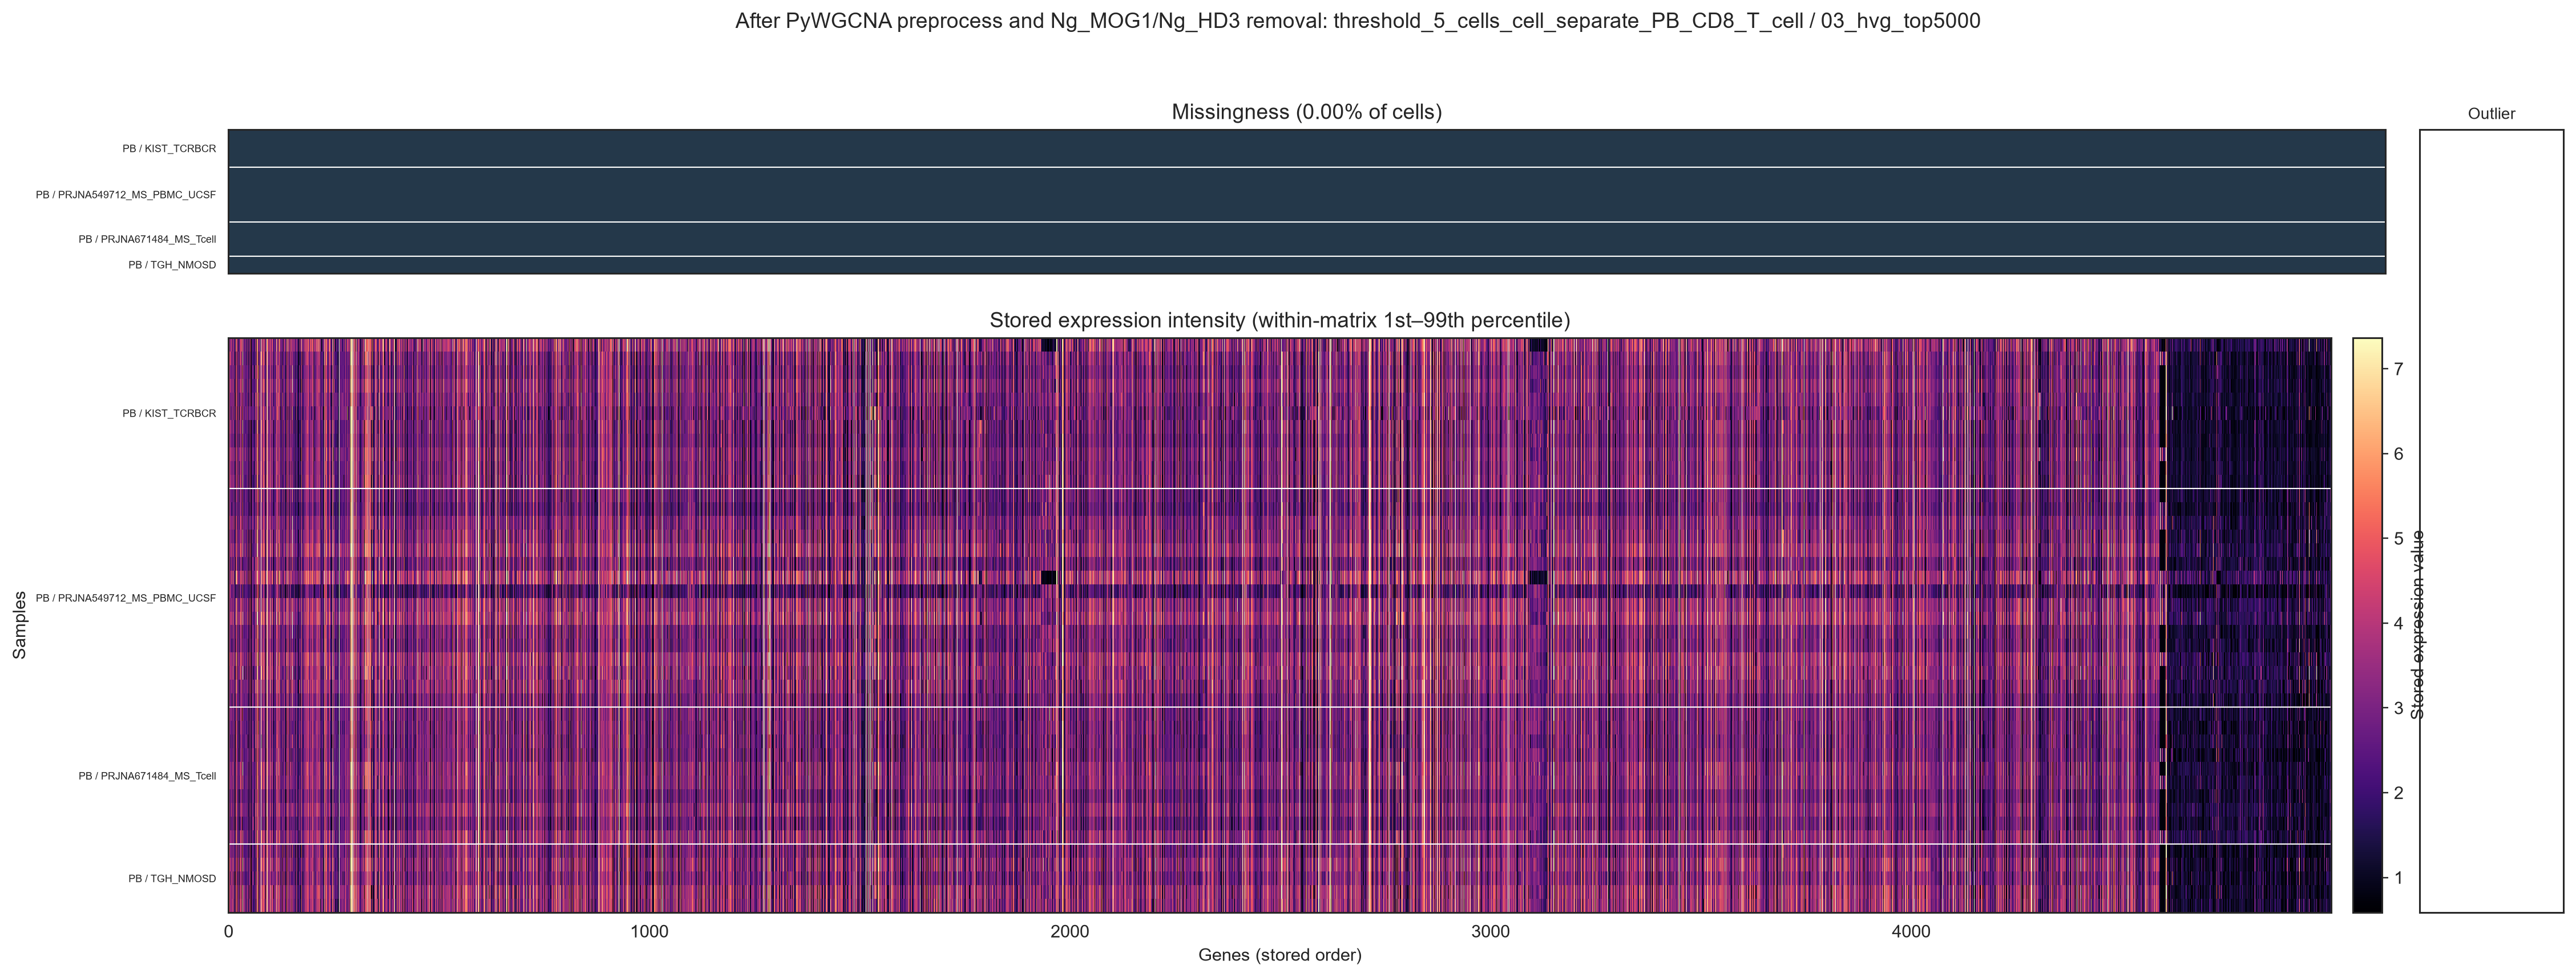 After PyWGCNA preprocess and Ng_MOG1/Ng_HD3 removal: threshold_5_cells_cell_separate_PB_CD8_T_cell / 03_hvg_top5000
Missingness (0.00% of cells)
Outlier
PB / KIST_TCRBCR
PB / PRJNA549712_MS_PBMC_UCSF
PB / PRJNA671484_MS_Tcell
PB / TGH_NMOSD
Stored expression intensity (within-matrix 1st–99th percentile)
Samples
PB / KIST_TCRBCR
PB / PRJNA549712_MS_PBMC_UCSF
PB / PRJNA671484_MS_Tcell
PB / TGH_NMOSD
7
6
5
4
3
2
1
Stored expression value
0
1000
2000
3000
4000
Genes (stored order)